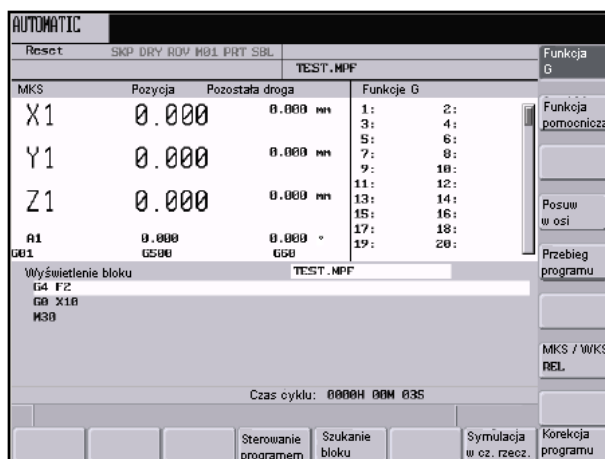 AUTOMATIC
Reset SKP DRY ROV M01 PRT SBL
TEST.MPF
Funkcja G
MKS Pozycja Pozostała droga Funkcje G
X1 0.000 0.000 mm
Y1 0.000 0.000 mm
Z1 0.000 0.000 mm
A1 0.000 0.000 °
G01 G500 G60
1: 2:
3: 4:
5: 6:
7: 8:
9: 10:
11: 12:
13: 14:
15: 16:
17: 18:
19: 20:
Funkcja
pomocnicza
Posuw
w osi
Przebieg
programu
MKS / WKS
REL
Wyświetlenie bloku TEST.MPF
G4 F2
G0 X10
M30
Czas cyklu: 0000H 00M 03S
Sterowanie
programem
Szukanie
bloku
Symulacja
w cz. rzecz.
Korekcja
programu